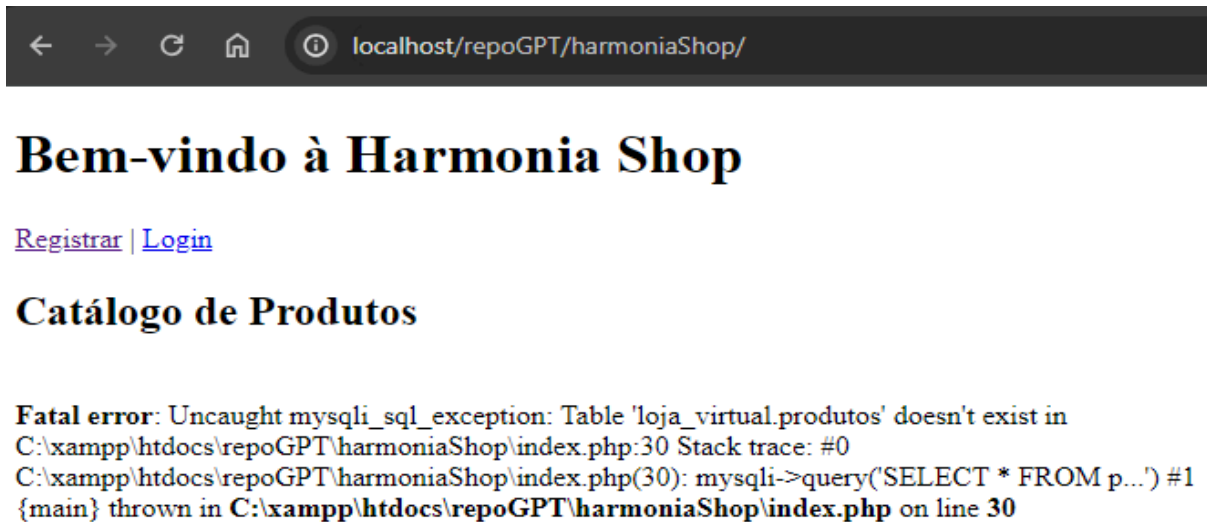 localhost/repoGPT/harmoniaShop/
Bem-vindo à Harmonia Shop
Registrar | Login
Catálogo de Produtos
Fatal error: Uncaught mysqli_sql_exception: Table 'loja_virtual.produtos' doesn't exist in
C:\xampp\htdocs\repoGPT\harmoniaShop\index.php:30 Stack trace: #0
C:\xampp\htdocs\repoGPT\harmoniaShop\index.php(30): mysqli->query('SELECT * FROM p...') #1
{main} thrown in C:\xampp\htdocs\repoGPT\harmoniaShop\index.php on line 30